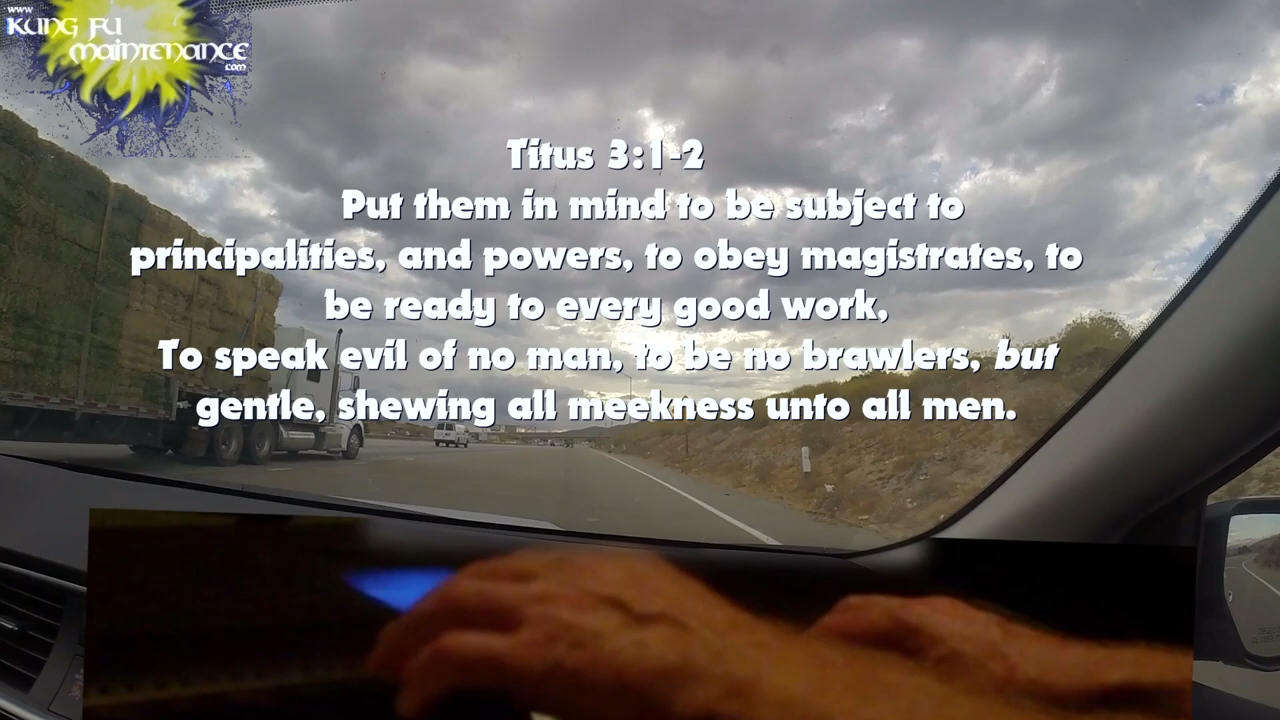 www
KUNG FU
MAINTENANCE
.com
Titus 3:1-2
Put them in mind to be subject to
principalities, and powers, to obey magistrates, to
be ready to every good work,
To speak evil of no man, to be no brawlers, but
gentle, shewing all meekness unto all men.